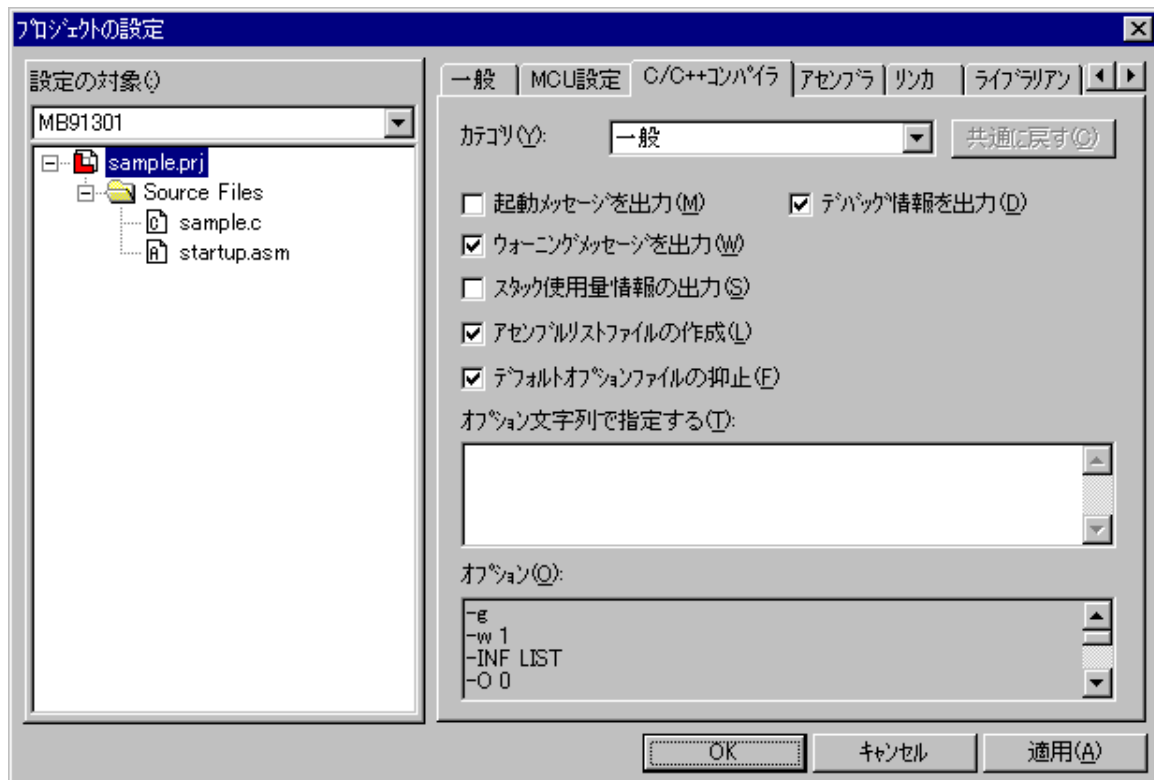 プロジェクトの設定
設定の対象(:)
MB91301
sample.prj
Source Files
sample.c
startup.asm
一般 MCU設定 C/C++コンパイラ アセンブラ リンカ ライブラリアン
カテゴリ(Y): 一般 共通に戻す(C)
起動メッセージを出力(M) デバッグ情報を出力(D)
ウォーニングメッセージを出力(W)
スタック使用量情報の出力(S)
アセンブルリストファイルの作成(L)
デフォルトオプションファイルの抑止(F)
オプション文字列で指定する(T):
オプション(O):
-g
-w 1
-INF LIST
-O 0
OK キャンセル 適用(A)